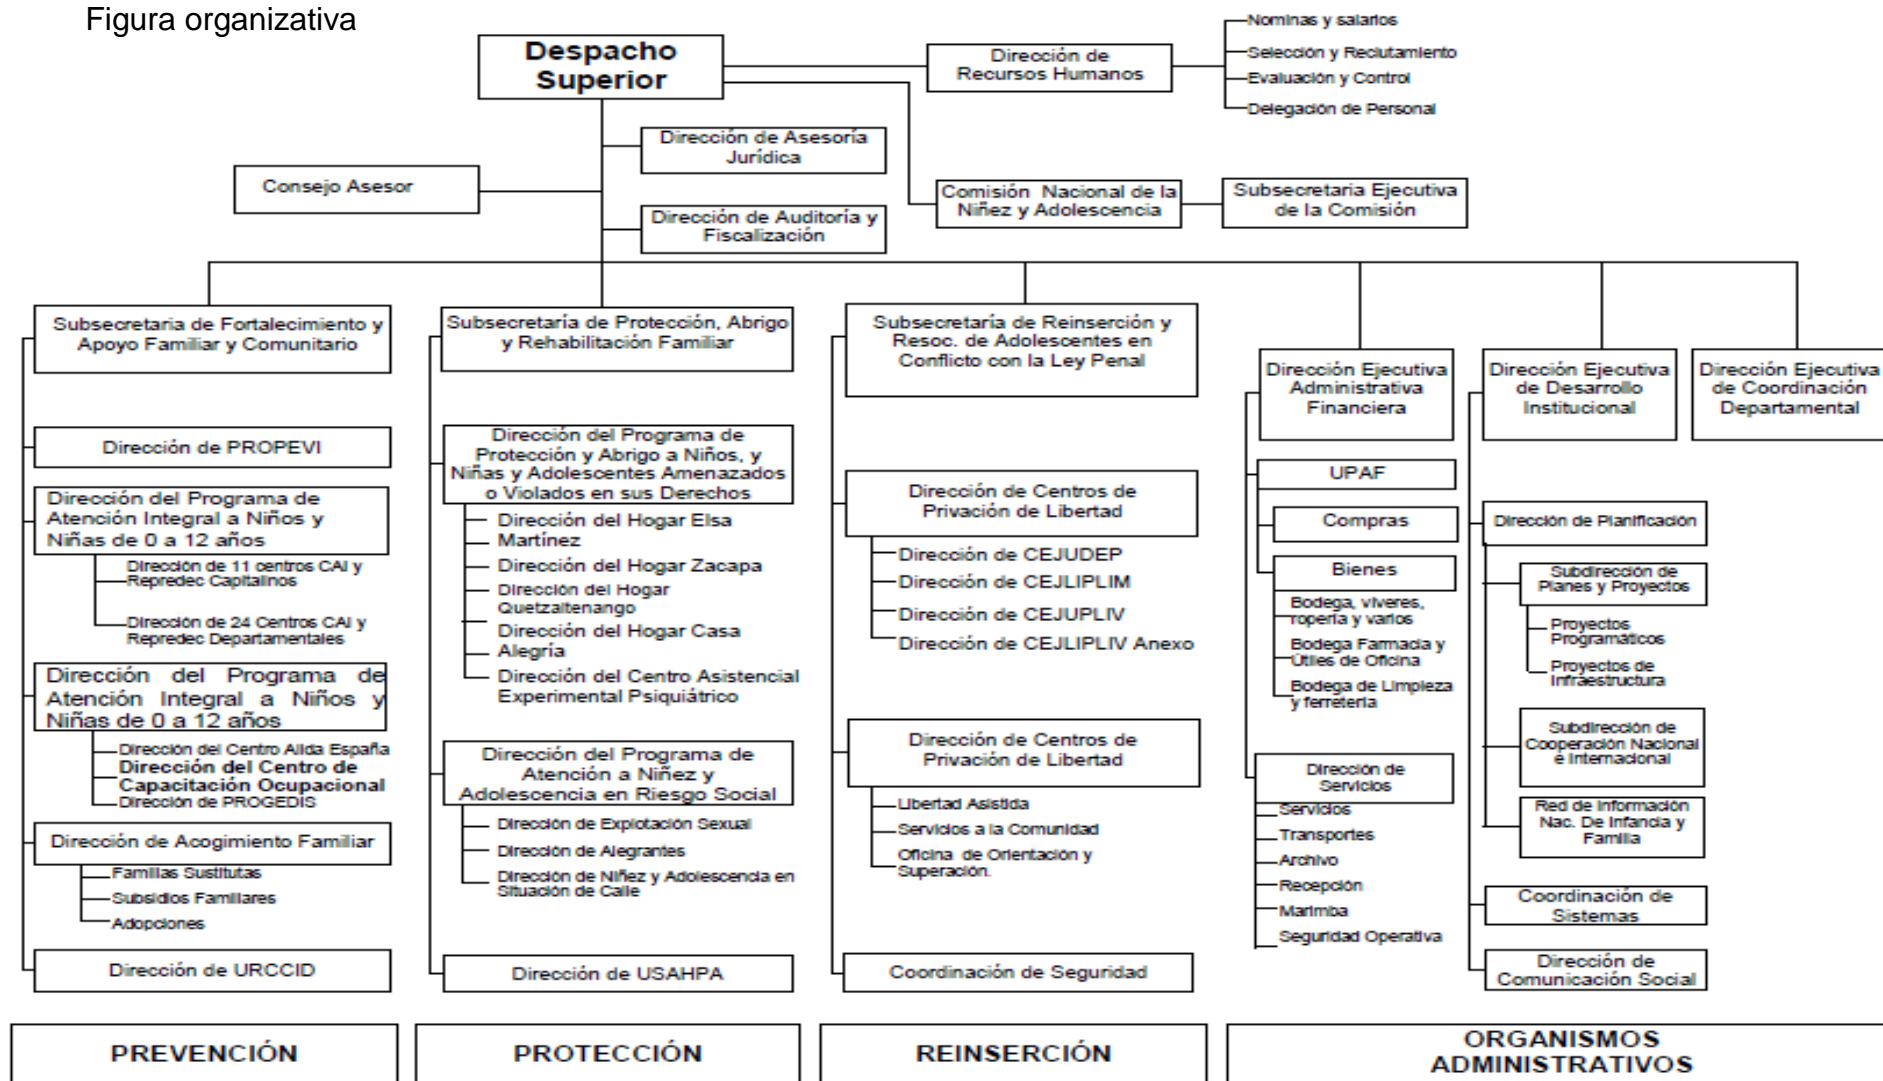 Figura organizativa
Despacho
Superior
Dirección de
Recursos Humanos
Nominas y salarios
Selección y Reclutamiento
Evaluación y Control
Delegación de Personal
Dirección de Asesoría
Jurídica
Consejo Asesor
Comisión Nacional de la
Niñez y Adolescencia
Subsecretaria Ejecutiva
de la Comisión
Dirección de Auditoría y
Fiscalización
Subsecretaria de Fortalecimiento y
Apoyo Familiar y Comunitario
Dirección de PROPEVI
Dirección del Programa de
Atención Integral a Niños y
Niñas de 0 a 12 años
Dirección de 11 centros CAI y
Repredec Capitalinos
Dirección de 24 Centros CAI y
Repredec Departamentales
Dirección del Programa de
Atención Integral a Niños y
Niñas de 0 a 12 años
Dirección del Centro Alida España
Dirección del Centro de
Capacitación Ocupacional
Dirección de PROGEDIS
Dirección de Acogimiento Familiar
Familias Sustitutas
Subsidios Familiares
Adopciones
Dirección de URCCID
Subsecretaría de Protección, Abrigo
y Rehabilitación Familiar
Dirección del Programa de
Protección y Abrigo a Niños, y
Niñas y Adolescentes Amenazados
o Violados en sus Derechos
Dirección del Hogar Elsa
Martínez
Dirección del Hogar Zacapa
Dirección del Hogar
Quetzaltenango
Dirección del Hogar Casa
Alegría
Dirección del Centro Asistencial
Experimental Psiquiátrico
Dirección del Programa de
Atención a Niñez y
Adolescencia en Riesgo Social
Dirección de Explotación Sexual
Dirección de Alegrantes
Dirección de Niñez y Adolescencia en
Situación de Calle
Dirección de USAHPA
Subsecretaría de Reinserción y
Resoc. de Adolescentes en
Conflicto con la Ley Penal
Dirección de Centros de
Privación de Libertad
Dirección de CEJUDEP
Dirección de CEJLIPLIM
Dirección de CEJUPLIV
Dirección de CEJLIPLIV Anexo
Dirección de Centros de
Privación de Libertad
Libertad Asistida
Servicios a la Comunidad
Oficina de Orientación y
Superación.
Coordinación de Seguridad
Dirección Ejecutiva
Administrativa
Financiera
UPAF
Compras
Bienes
Bodega, víveres,
ropería y varios
Bodega Farmacia y
Útiles de Oficina
Bodega de Limpieza
y ferretería
Dirección de
Servicios
Servicios
Transportes
Archivo
Recepción
Marimba
Seguridad Operativa
Dirección Ejecutiva
de Desarrollo
Institucional
Dirección de Planificación
Subdirección de
Planes y Proyectos
Proyectos
Programáticos
Proyectos de
Infraestructura
Subdirección de
Cooperación Nacional
e Internacional
Red de Información
Nac. De Infancia y
Familia
Coordinación de
Sistemas
Dirección de
Comunicación Social
Dirección Ejecutiva
de Coordinación
Departamental
PREVENCIÓN
PROTECCIÓN
REINSERCIÓN
ORGANISMOS
ADMINISTRATIVOS